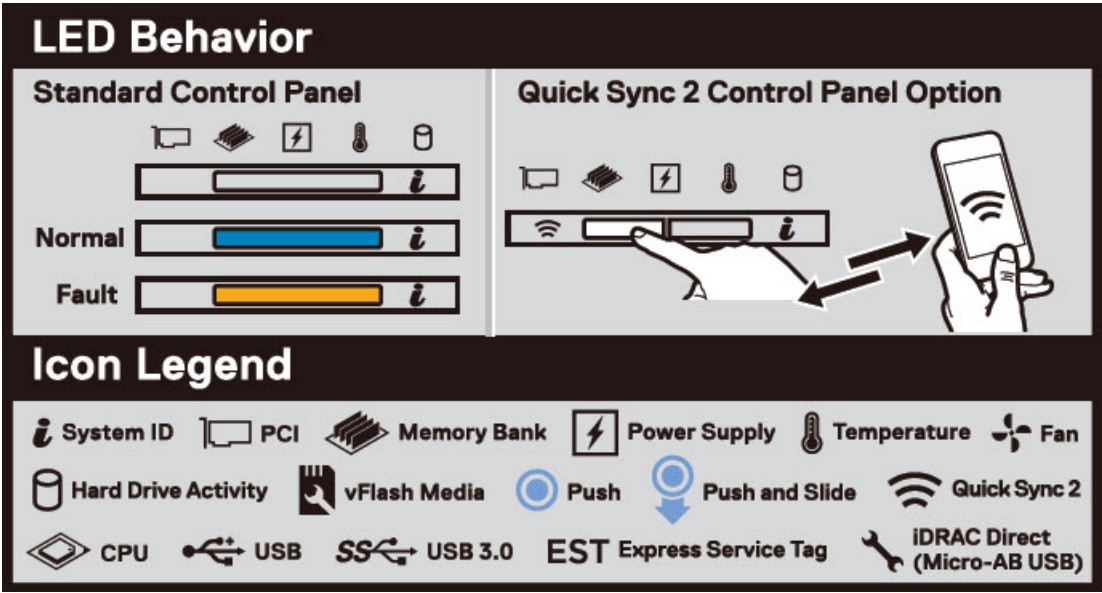 LED Behavior
Standard Control Panel
Quick Sync 2 Control Panel Option
Normal
Fault
Icon Legend
i System ID PCI Memory Bank Power Supply Temperature Fan
Hard Drive Activity vFlash Media Push Push and Slide Quick Sync 2
CPU USB SS USB 3.0 EST Express Service Tag iDRAC Direct
(Micro-AB USB)